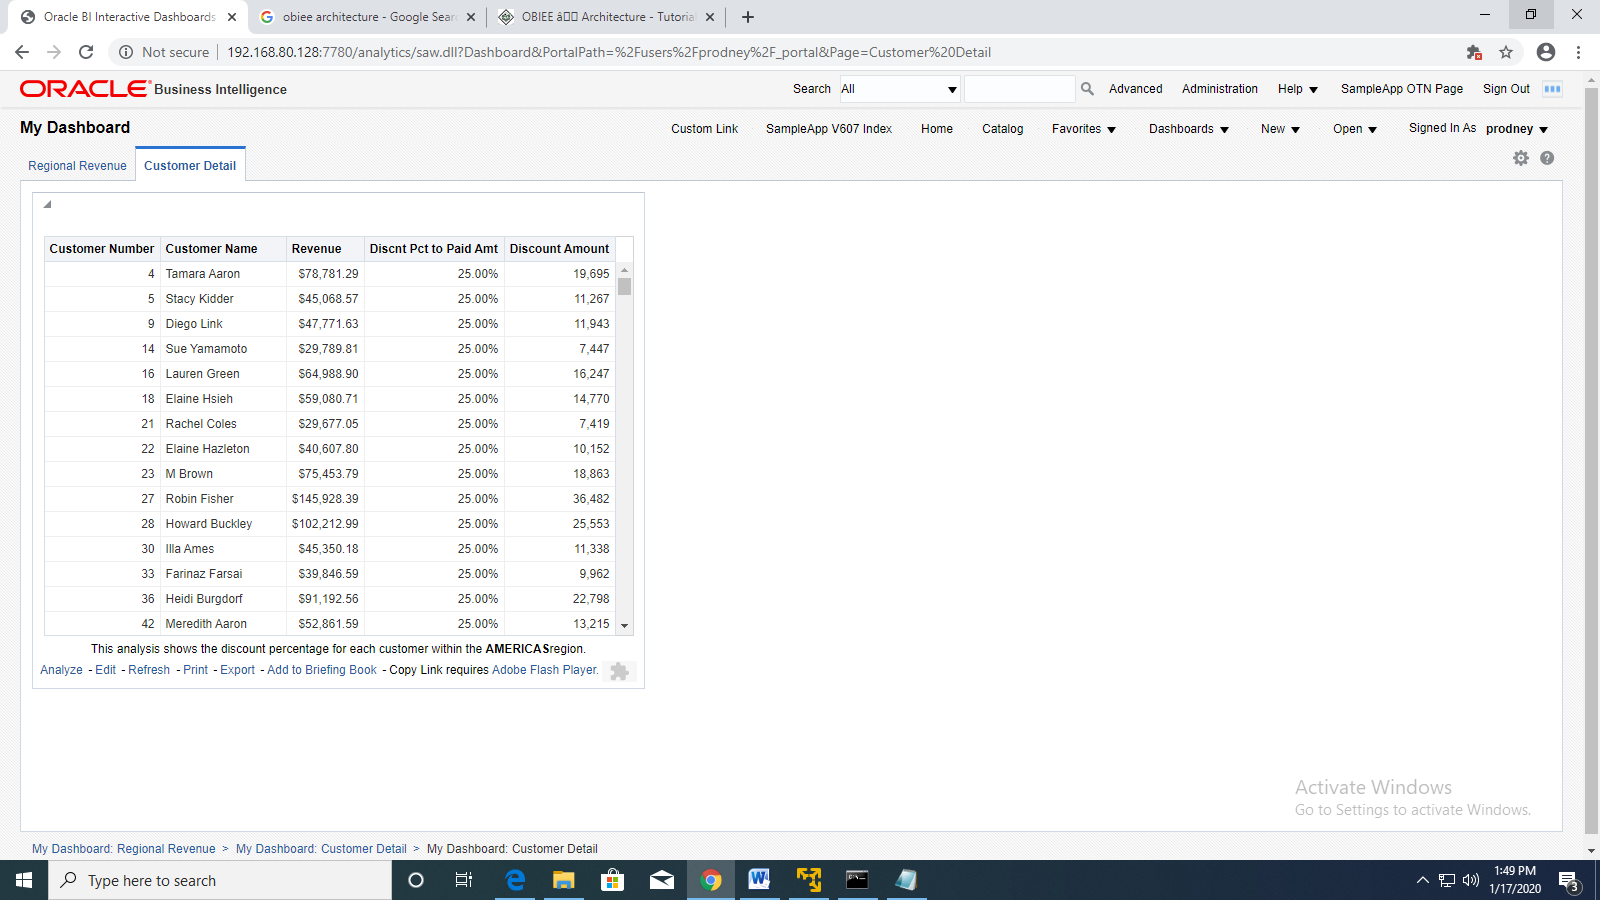 Oracle BI Interactive Dashboards
obiee architecture - Google Sear
OBIEE â Architecture - Tutoria
Not secure
192.168.80.128:7780/analytics/saw.dll?Dashboard&PortalPath=%2Fusers%2Fprodney%2F_portal&Page=Customer%20Detail
ORACLE Business Intelligence
Search All Advanced Administration Help SampleApp OTN Page Sign Out
My Dashboard
Custom Link SampleApp V607 Index Home Catalog Favorites Dashboards New Open Signed In As prodney
Regional Revenue Customer Detail
Customer Number Customer Name Revenue Discnt Pct to Paid Amt Discount Amount
4 Tamara Aaron $78,781.29 25.00% 19,695
5 Stacy Kidder $45,068.57 25.00% 11,267
9 Diego Link $47,771.63 25.00% 11,943
14 Sue Yamamoto $29,789.81 25.00% 7,447
16 Lauren Green $64,988.90 25.00% 16,247
18 Elaine Hsieh $59,080.71 25.00% 14,770
21 Rachel Coles $29,677.05 25.00% 7,419
22 Elaine Hazleton $40,607.80 25.00% 10,152
23 M Brown $75,453.79 25.00% 18,863
27 Robin Fisher $145,928.39 25.00% 36,482
28 Howard Buckley $102,212.99 25.00% 25,553
30 Illa Ames $45,350.18 25.00% 11,338
33 Farinaz Farsai $39,846.59 25.00% 9,962
36 Heidi Burgdorf $91,192.56 25.00% 22,798
42 Meredith Aaron $52,861.59 25.00% 13,215
This analysis shows the discount percentage for each customer within the AMERICASregion.
Analyze - Edit - Refresh - Print - Export - Add to Briefing Book - Copy Link requires Adobe Flash Player.
Activate Windows
Go to Settings to activate Windows.
My Dashboard: Regional Revenue > My Dashboard: Customer Detail > My Dashboard: Customer Detail
Type here to search
1:49 PM
1/17/2020
3